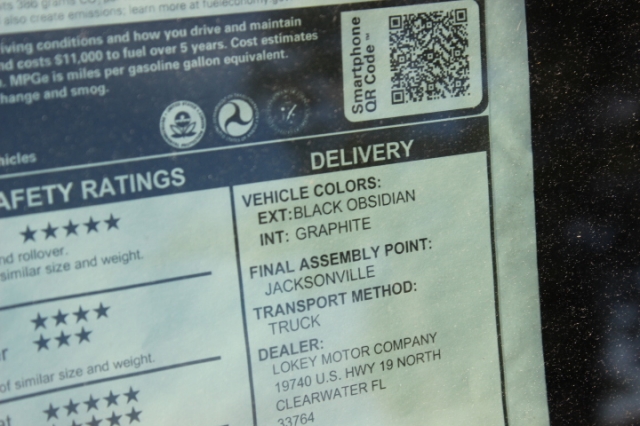 also create emissions; learn more at fueleconomy
driving conditions and how you drive and maintain
costs $11,000 to fuel over 5 years. Cost estimates
MPGe is miles per gasoline gallon equivalent.
change and smog.
Smartphone
QR Code™
SAFETY RATINGS
★★★★★
rollover.
similar size and weight.
★★★★
★★★
of similar size and weight.
★★★★★
★★★★★
DELIVERY
VEHICLE COLORS:
EXT:BLACK OBSIDIAN
INT: GRAPHITE
FINAL ASSEMBLY POINT:
JACKSONVILLE
TRANSPORT METHOD:
TRUCK
DEALER:
LOKEY MOTOR COMPANY
19740 U.S. HWY 19 NORTH
CLEARWATER FL
33764